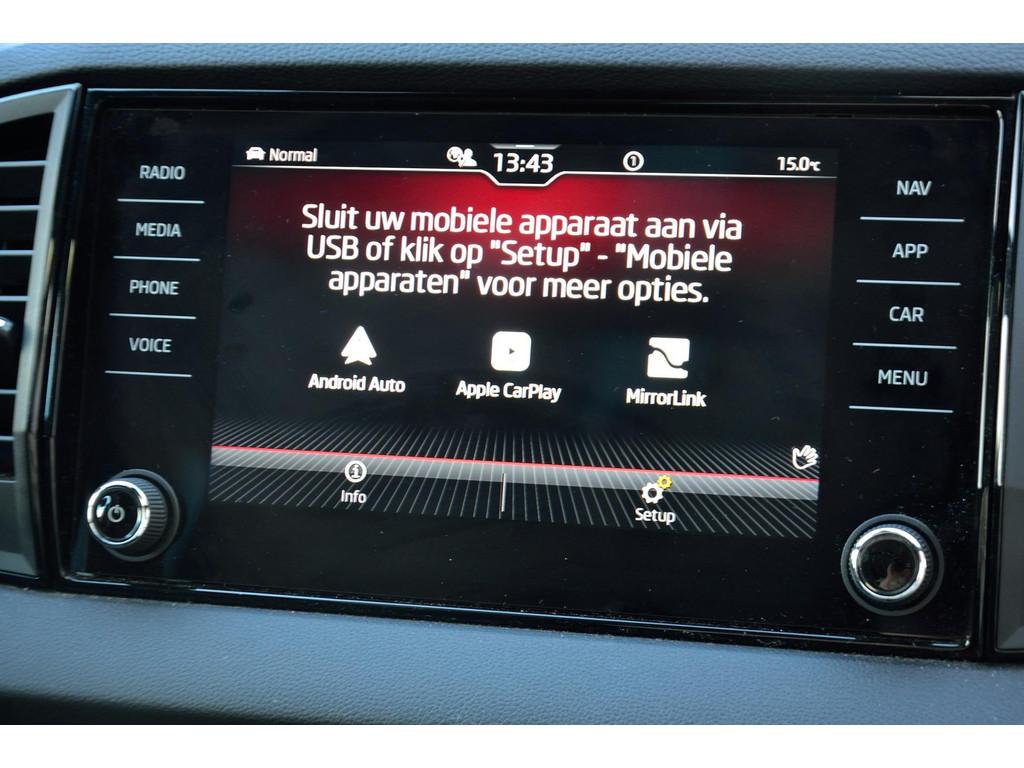 Normal 13:43 1 15.0°C
RADIO
MEDIA
PHONE
VOICE
Sluit uw mobiele apparaat aan via
USB of klik op "Setup" - "Mobiele
apparaten" voor meer opties.
Android Auto
Apple CarPlay
MirrorLink
Info
Setup
NAV
APP
CAR
MENU